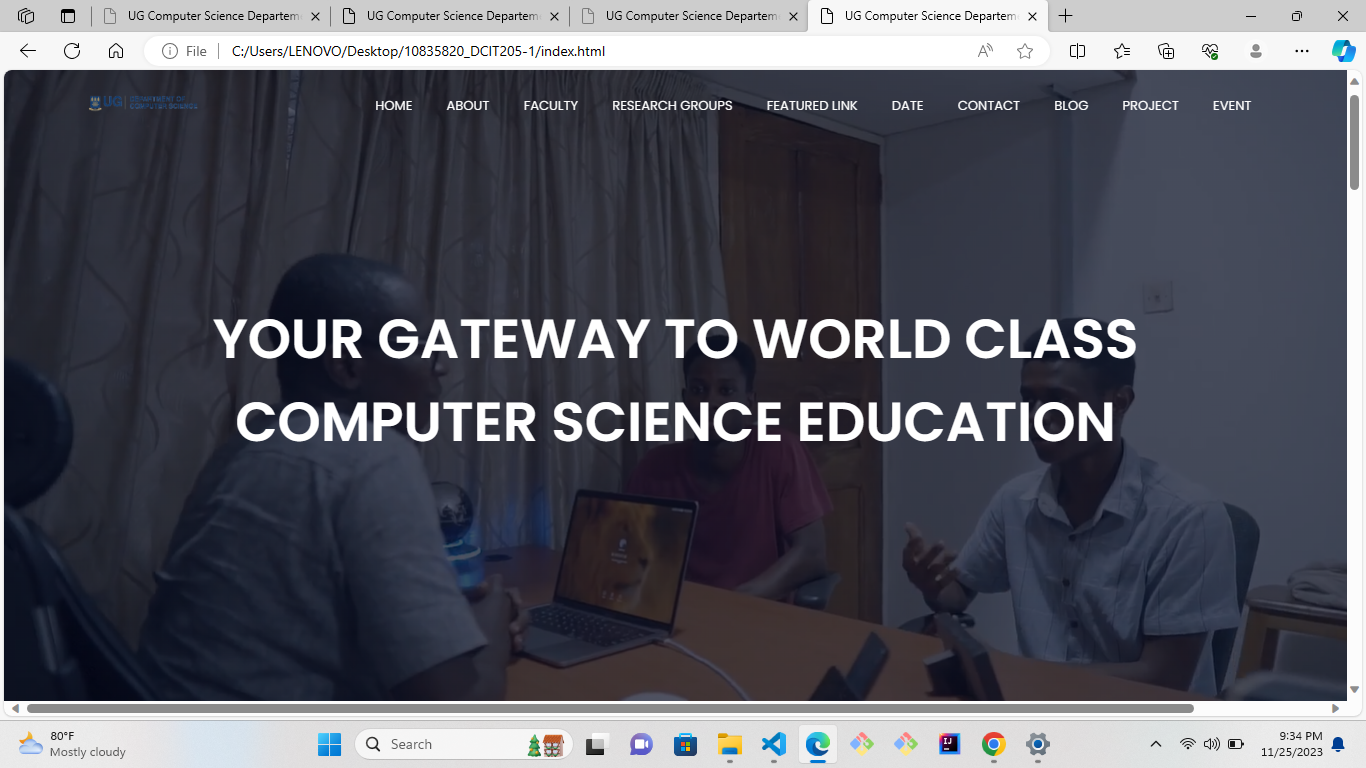 UG Computer Science Departem
UG Computer Science Departem
UG Computer Science Departem
UG Computer Science Departem
File
C:/Users/LENOVO/Desktop/10835820_DCIT205-1/index.html
UG DEPARTMENT OF
COMPUTER SCIENCE
HOME ABOUT FACULTY RESEARCH GROUPS FEATURED LINK DATE CONTACT BLOG PROJECT EVENT
YOUR GATEWAY TO WORLD CLASS
COMPUTER SCIENCE EDUCATION
80°F
Mostly cloudy
Search
9:34 PM
11/25/2023